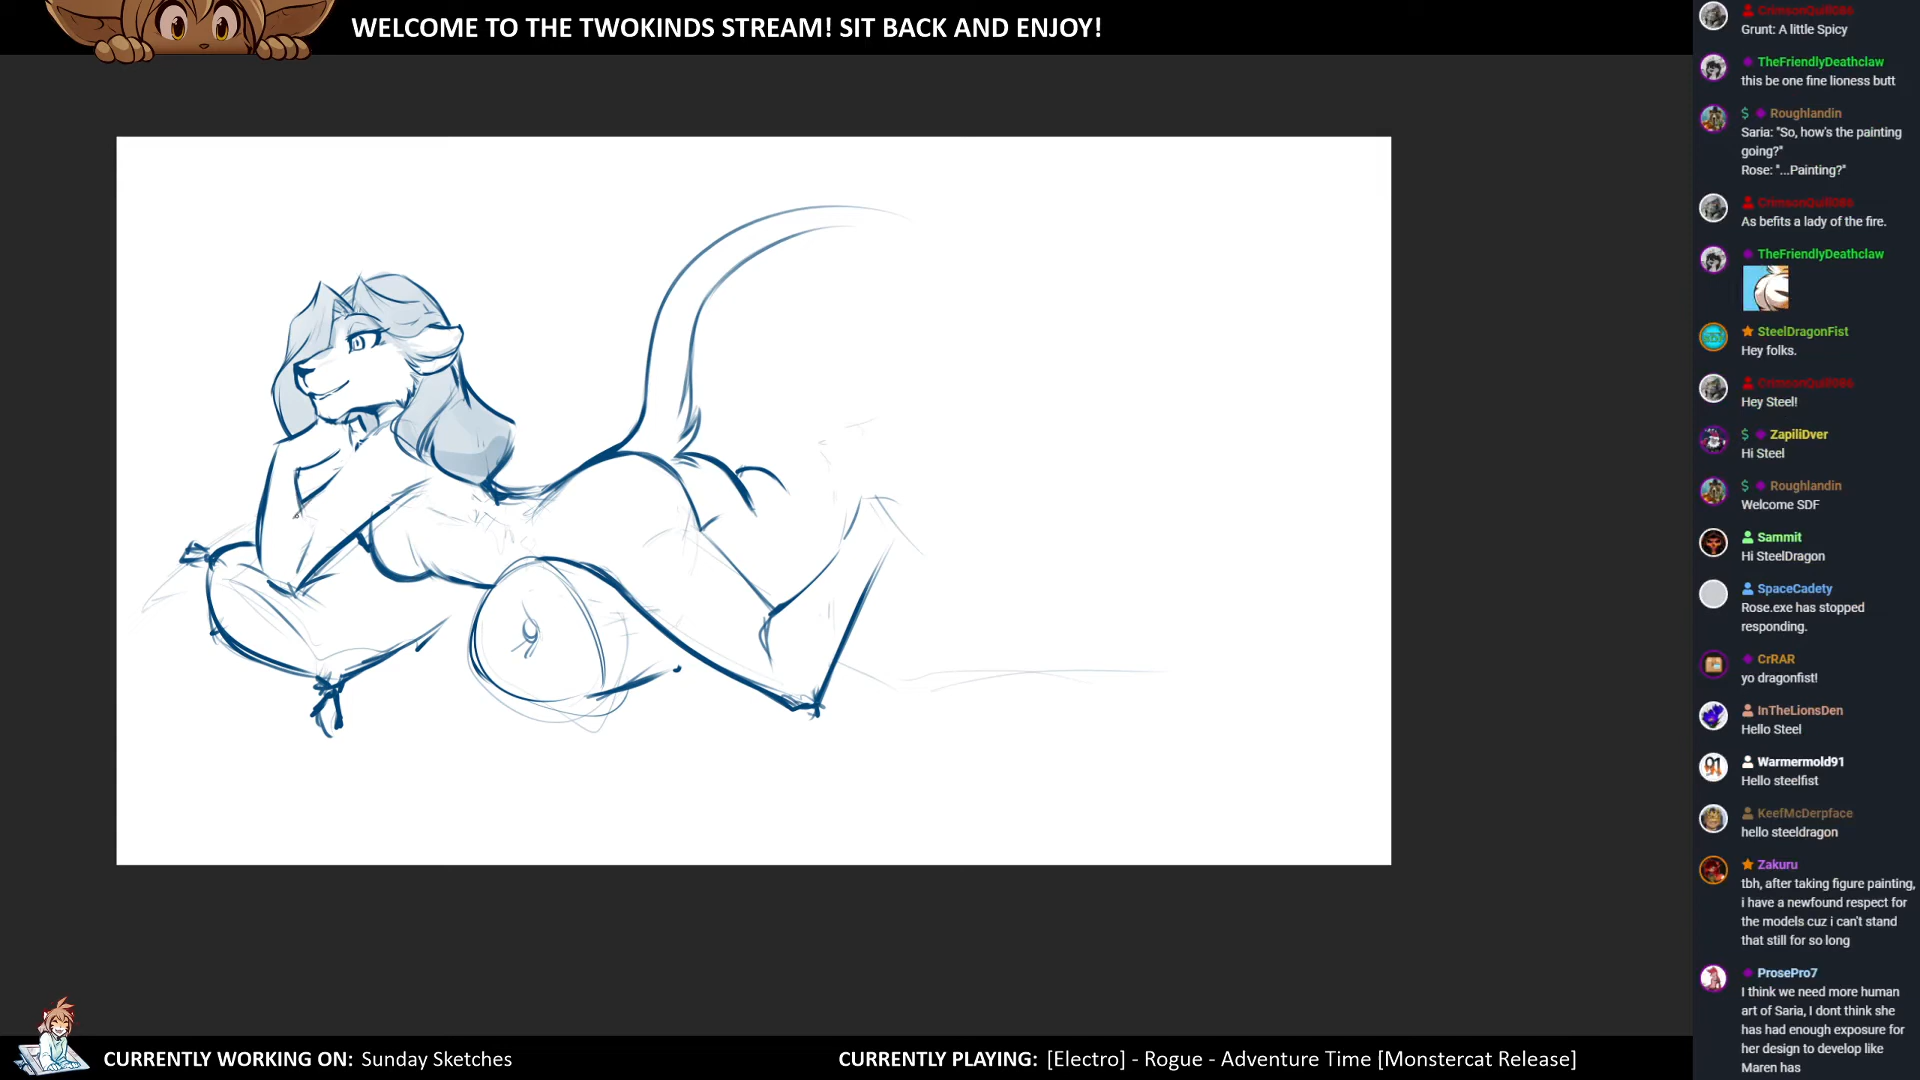 WELCOME TO THE TWOKINDS STREAM! SIT BACK AND ENJOY!
CrimsonQuill086
Grunt: A little Spicy
TheFriendlyDeathclaw
this be one fine lioness butt
$ Roughlandin
Saria: "So, how's the painting
going?"
Rose: "...Painting?"
CrimsonQuill086
As befits a lady of the fire.
TheFriendlyDeathclaw
SteelDragonFist
Hey folks.
CrimsonQuill086
Hey Steel!
$ ZapiliDver
Hi Steel
$ Roughlandin
Welcome SDF
Sammit
Hi SteelDragon
SpaceCadety
Rose.exe has stopped
responding.
CrRAR
yo dragonfist!
InTheLionsDen
Hello Steel
Warmermold91
Hello steelfist
KeefMcDerpface
hello steeldragon
Zakuru
tbh, after taking figure painting,
i have a newfound respect for
the models cuz i can't stand
that still for so long
ProsePro7
I think we need more human
art of Saria, I dont think she
has had enough exposure for
her design to develop like
Maren has
CURRENTLY WORKING ON: Sunday Sketches
CURRENTLY PLAYING: [Electro] - Rogue - Adventure Time [Monstercat Release]